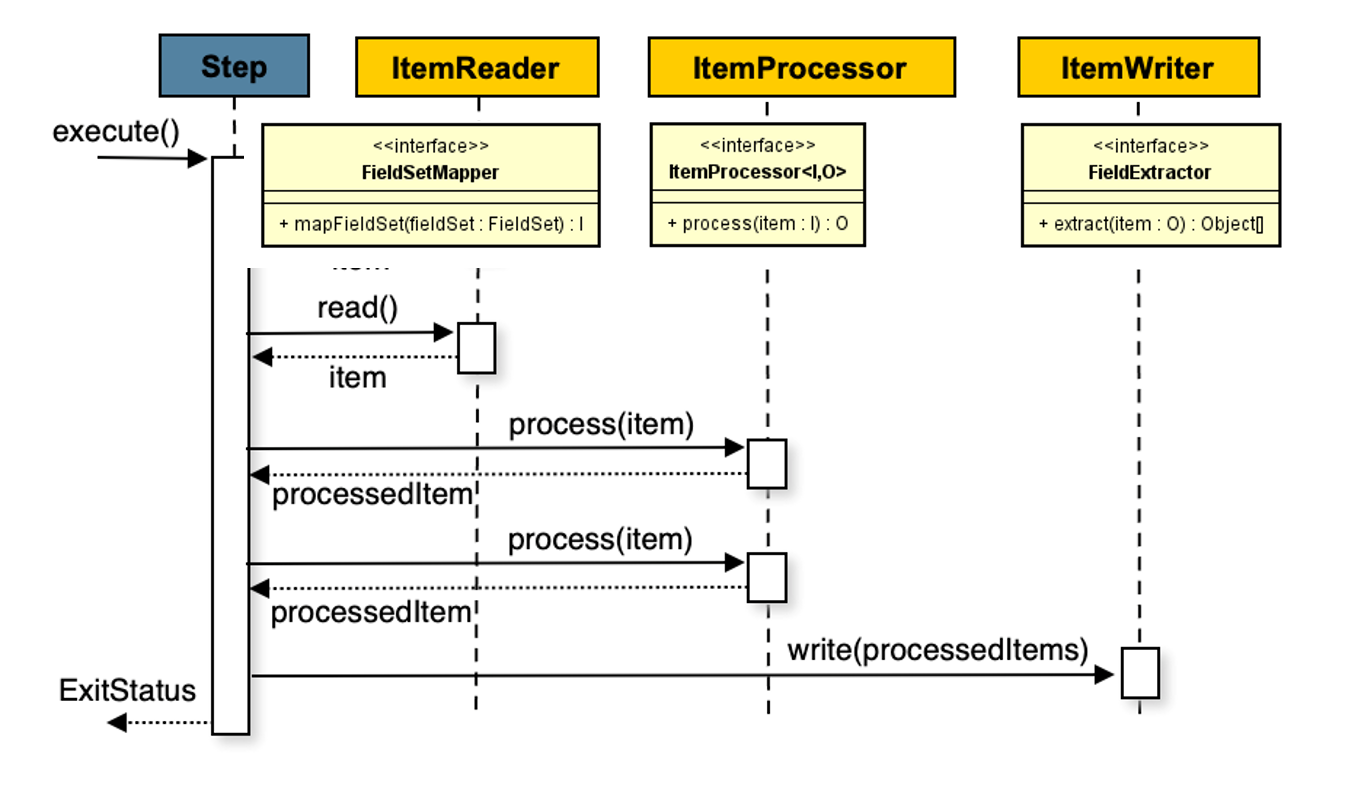 Step
ItemReader
ItemProcessor
ItemWriter
execute()
<<interface>>
FieldSetMapper
+ mapFieldSet(fieldSet : FieldSet) : I
<<interface>>
ItemProcessor<I,O>
+ process(item : I) : O
<<interface>>
FieldExtractor
+ extract(item : O) : Object[]
read()
item
process(item)
processedItem
process(item)
processedItem
write(processedItems)
ExitStatus